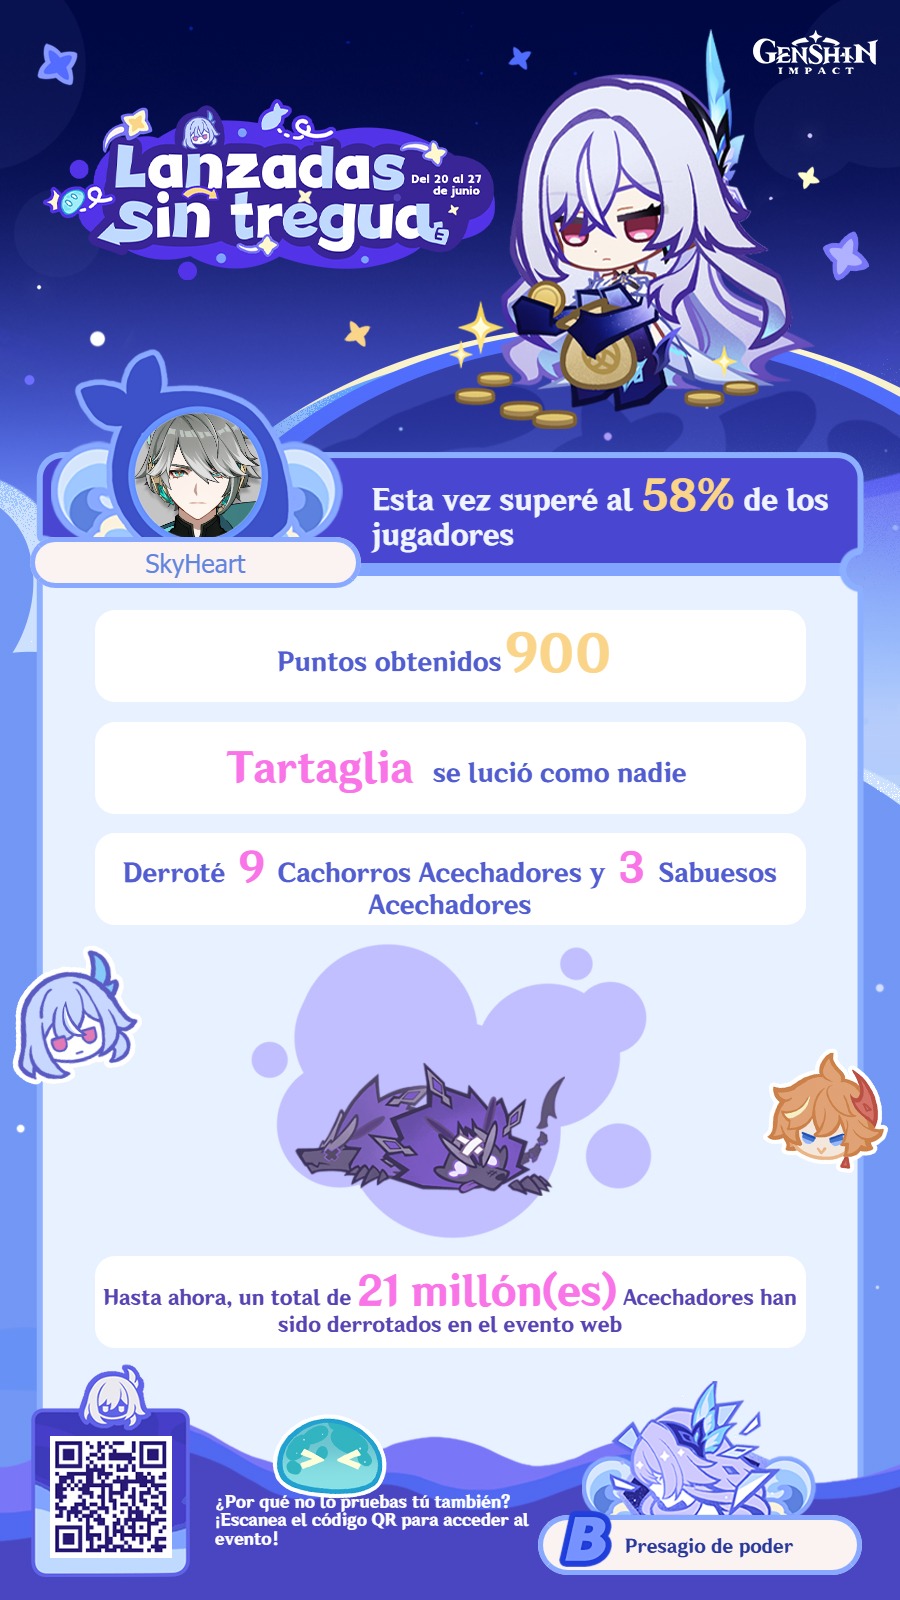 GENSHIN
IMPACT
Lanzadas
sin tregua
Del 20 al 27
de junio
Esta vez superé al 58% de los
jugadores
SkyHeart
Puntos obtenidos 900
Tartaglia se lució como nadie
Derroté 9 Cachorros Acechadores y 3 Sabuesos
Acechadores
Hasta ahora, un total de 21 millón(es) Acechadores han
sido derrotados en el evento web
¿Por qué no lo pruebas tú también?
¡Escanea el código QR para acceder al
evento!
B Presagio de poder